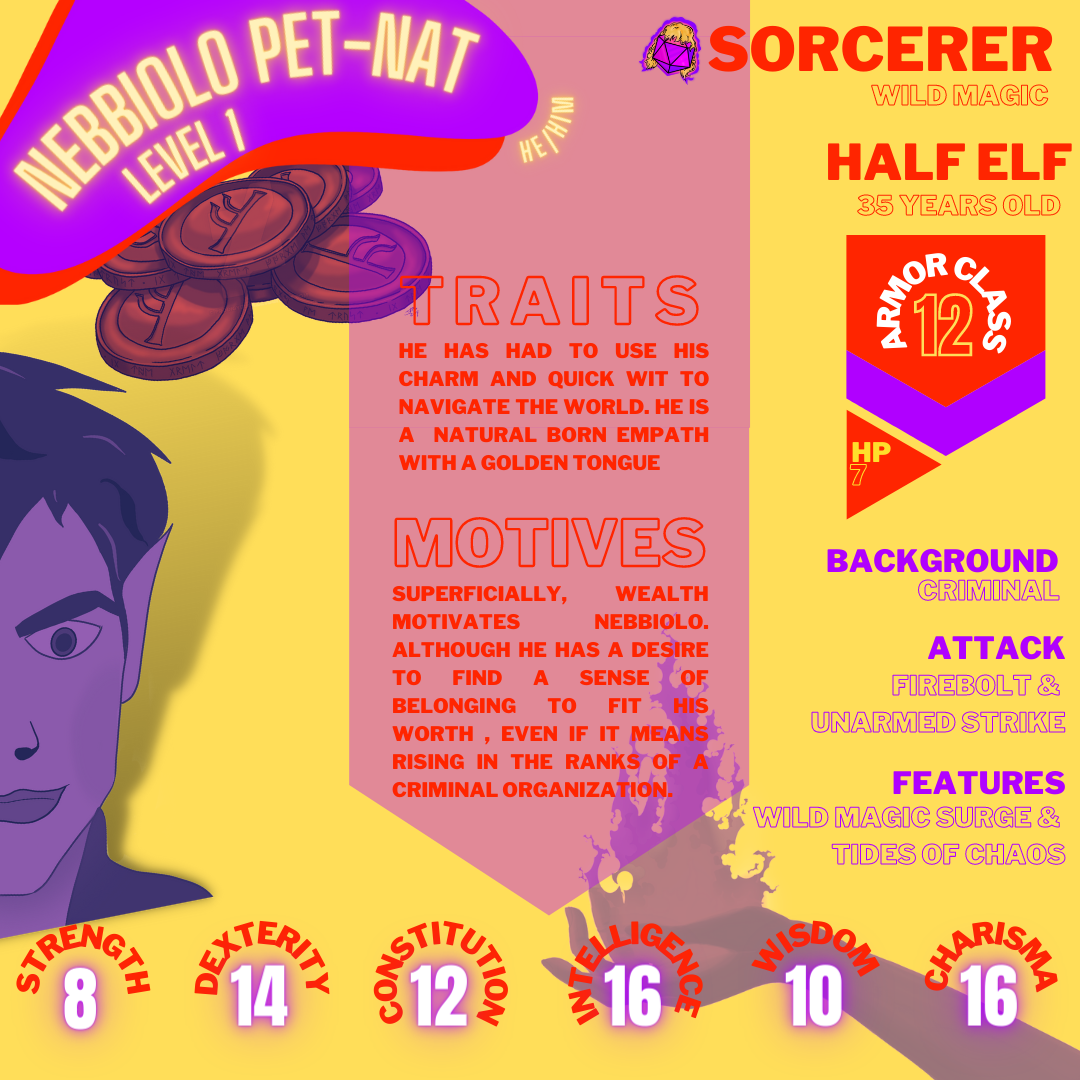 NEBBIOLO PET-NAT
LEVEL 1
HE/HIM
SORCERER
WILD MAGIC
HALF ELF
35 YEARS OLD
ARMOR CLASS
12
HP
7
TRAITS
HE HAS HAD TO USE HIS
CHARM AND QUICK WIT TO
NAVIGATE THE WORLD. HE IS
A NATURAL BORN EMPATH
WITH A GOLDEN TONGUE
MOTIVES
SUPERFICIALLY, WEALTH
MOTIVATES NEBBIOLO.
ALTHOUGH HE HAS A DESIRE
TO FIND A SENSE OF
BELONGING TO FIT HIS
WORTH , EVEN IF IT MEANS
RISING IN THE RANKS OF A
CRIMINAL ORGANIZATION.
BACKGROUND
CRIMINAL
ATTACK
FIREBOLT &
UNARMED STRIKE
FEATURES
WILD MAGIC SURGE &
TIDES OF CHAOS
STRENGTH
8
DEXTERITY
14
CONSTITUTION
12
INTELLIGENCE
16
WISDOM
10
CHARISMA
16